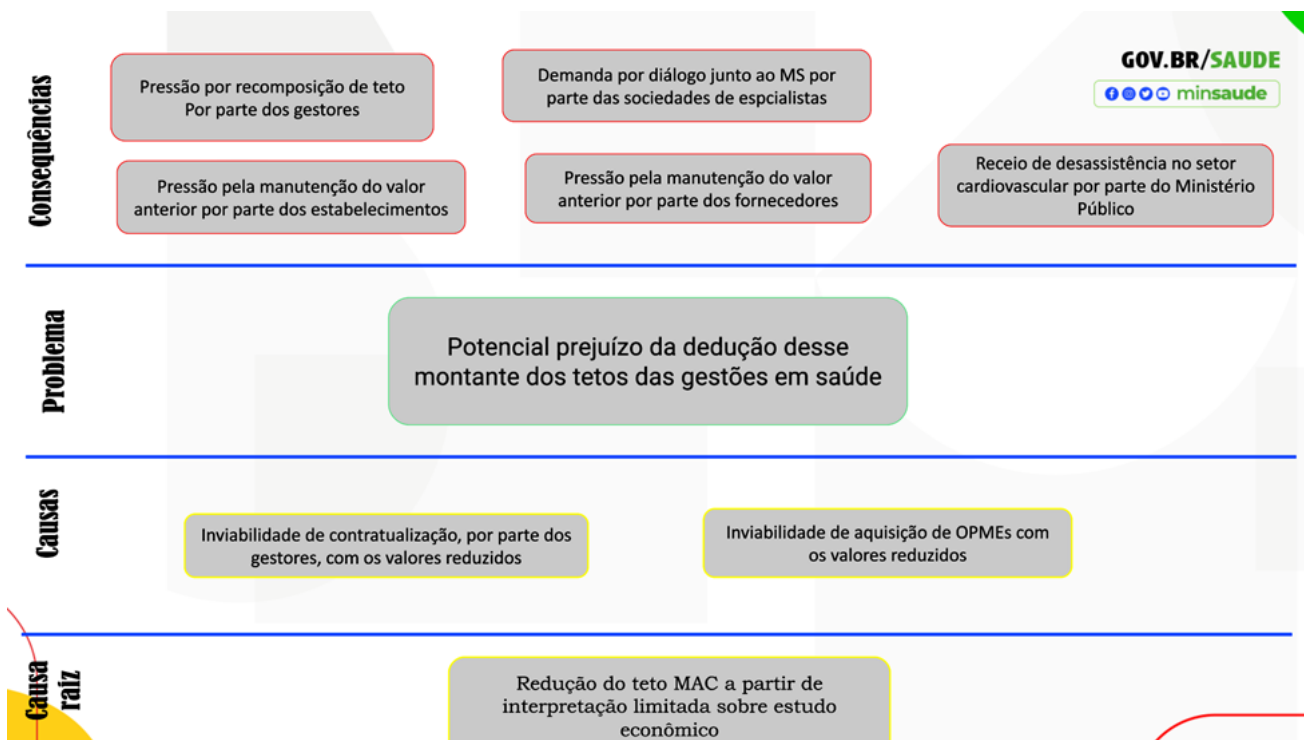 GOV.BR/SAUDE
minsaude
Consequências
Pressão por recomposição de teto
Por parte dos gestores
Demanda por diálogo junto ao MS por
parte das sociedades de espcialistas
Pressão pela manutenção do valor
anterior por parte dos estabelecimentos
Pressão pela manutenção do valor
anterior por parte dos fornecedores
Receio de desassistência no setor
cardiovascular por parte do Ministério
Público
Problema
Potencial prejuízo da dedução desse
montante dos tetos das gestões em saúde
Causas
Inviabilidade de contratualização, por parte dos
gestores, com os valores reduzidos
Inviabilidade de aquisição de OPMEs com
os valores reduzidos
Causa
raiz
Redução do teto MAC a partir de
interpretação limitada sobre estudo
econômico